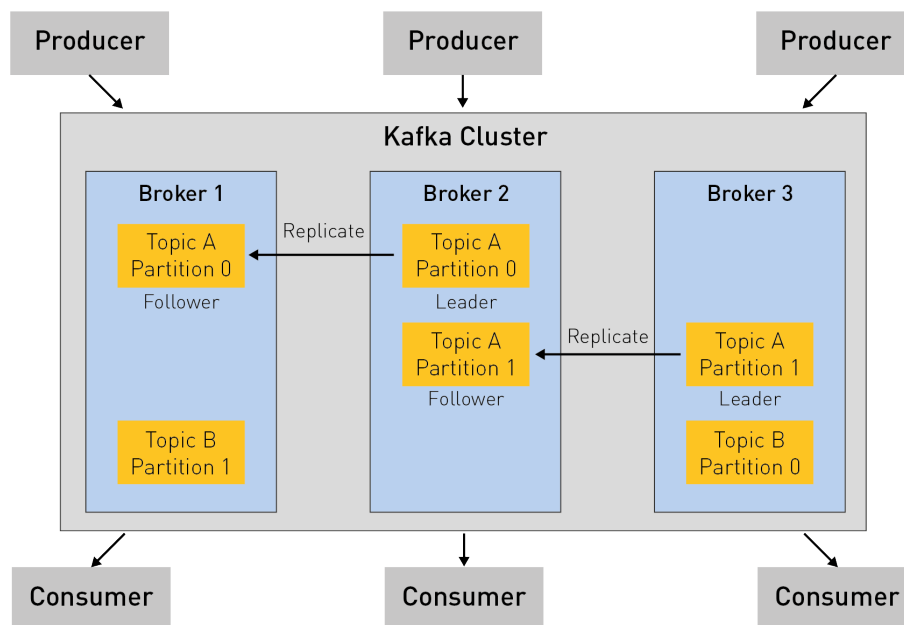 Producer
Producer
Producer
Kafka Cluster
Broker 1
Broker 2
Broker 3
Topic A
Partition 0
Follower
Replicate
Topic A
Partition 0
Leader
Topic A
Partition 1
Follower
Replicate
Topic A
Partition 1
Leader
Topic B
Partition 1
Topic B
Partition 0
Consumer
Consumer
Consumer